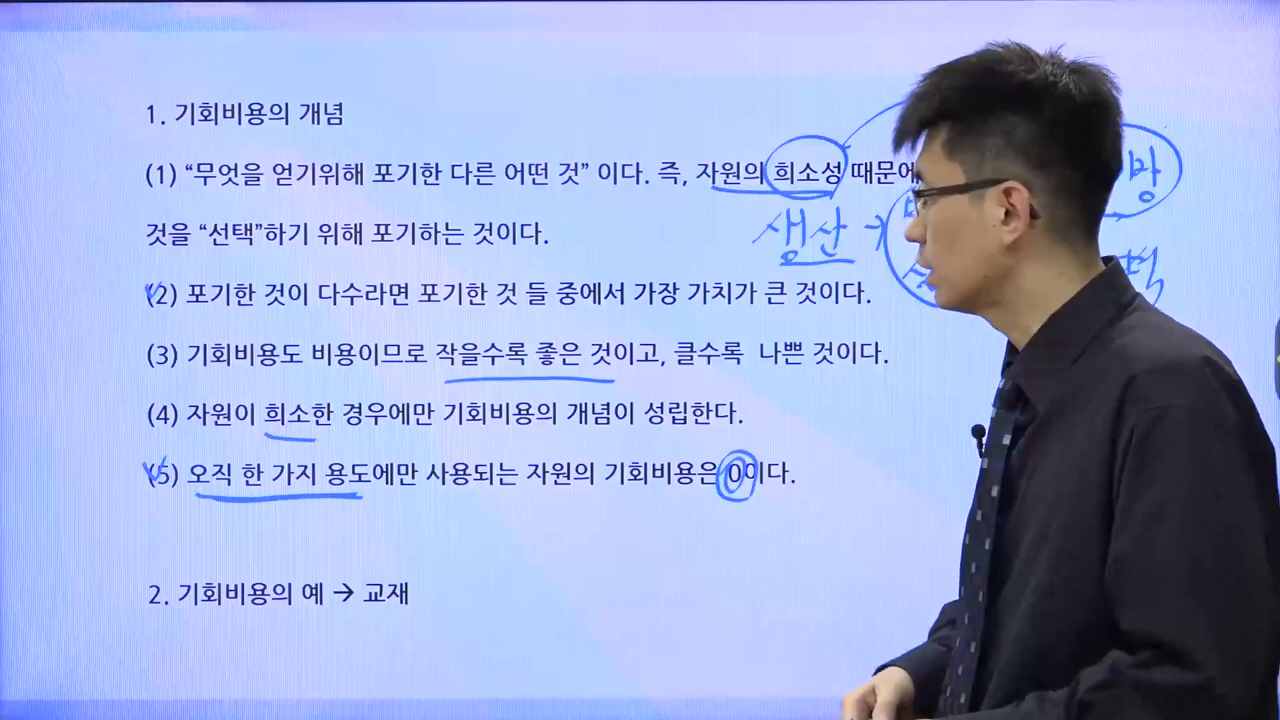 1. 기회비용의 개념
(1) “무엇을 얻기위해 포기한 다른 어떤 것” 이다. 즉, 자원의 희소성 때문에
것을 “선택”하기 위해 포기하는 것이다.
생산 →
(2) 포기한 것이 다수라면 포기한 것 들 중에서 가장 가치가 큰 것이다.
(3) 기회비용도 비용이므로 작을수록 좋은 것이고, 클수록 나쁜 것이다.
(4) 자원이 희소한 경우에만 기회비용의 개념이 성립한다.
(5) 오직 한 가지 용도에만 사용되는 자원의 기회비용은 0이다.
2. 기회비용의 예 → 교재